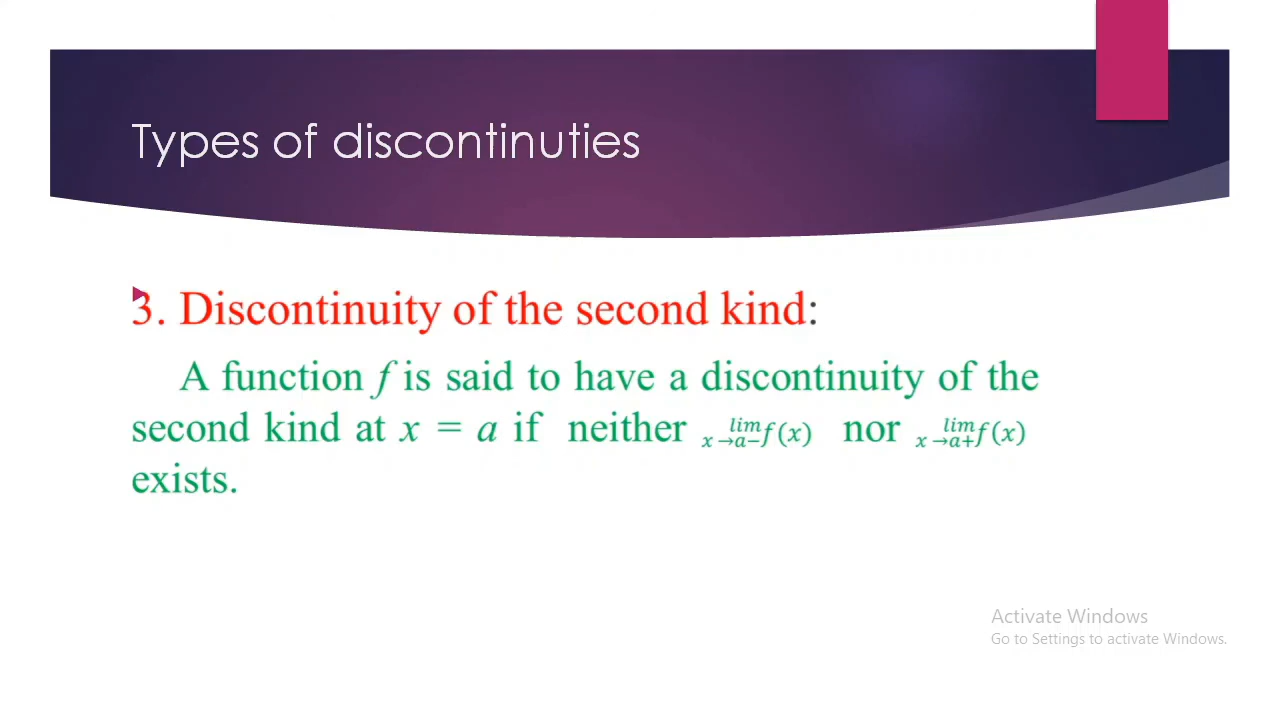 Types of discontinuties
3. Discontinuity of the second kind:
A function f is said to have a discontinuity of the
second kind at x = a if neither lim x→a− f(x) nor lim x→a+ f(x)
exists.
Activate Windows
Go to Settings to activate Windows.